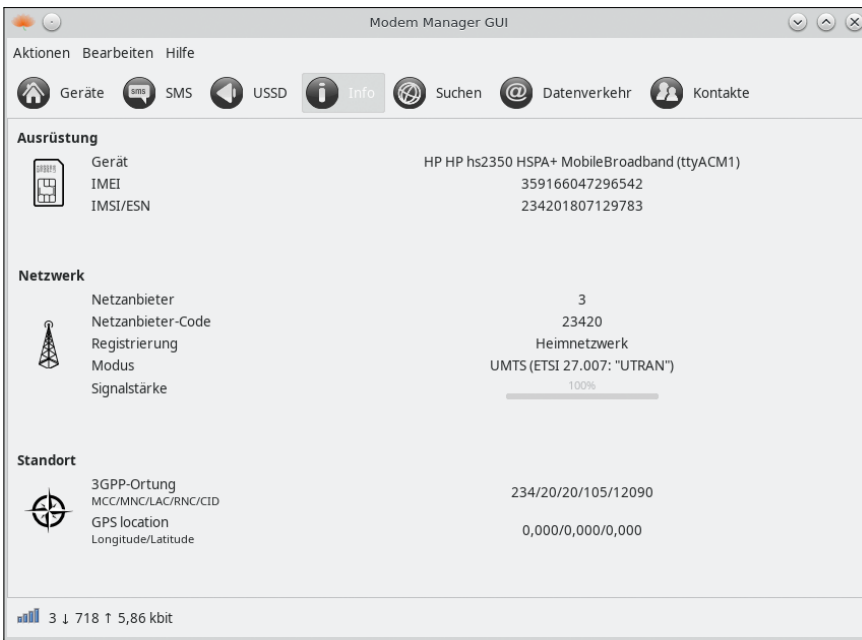 Modem Manager GUI
Aktionen Bearbeiten Hilfe
Geräte SMS USSD Info Suchen Datenverkehr Kontakte
Ausrüstung
Gerät HP HP hs2350 HSPA+ MobileBroadband (ttyACM1)
IMEI 359166047296542
IMSI/ESN 234201807129783
Netzwerk
Netzanbieter 3
Netzanbieter-Code 23420
Registrierung Heimnetzwerk
Modus UMTS (ETSI 27.007: "UTRAN")
Signalstärke 100%
Standort
3GPP-Ortung 234/20/20/105/12090
MCC/MNC/LAC/RNC/CID
GPS location 0,000/0,000/0,000
Longitude/Latitude
3 ↓ 718 ↑ 5,86 kbit